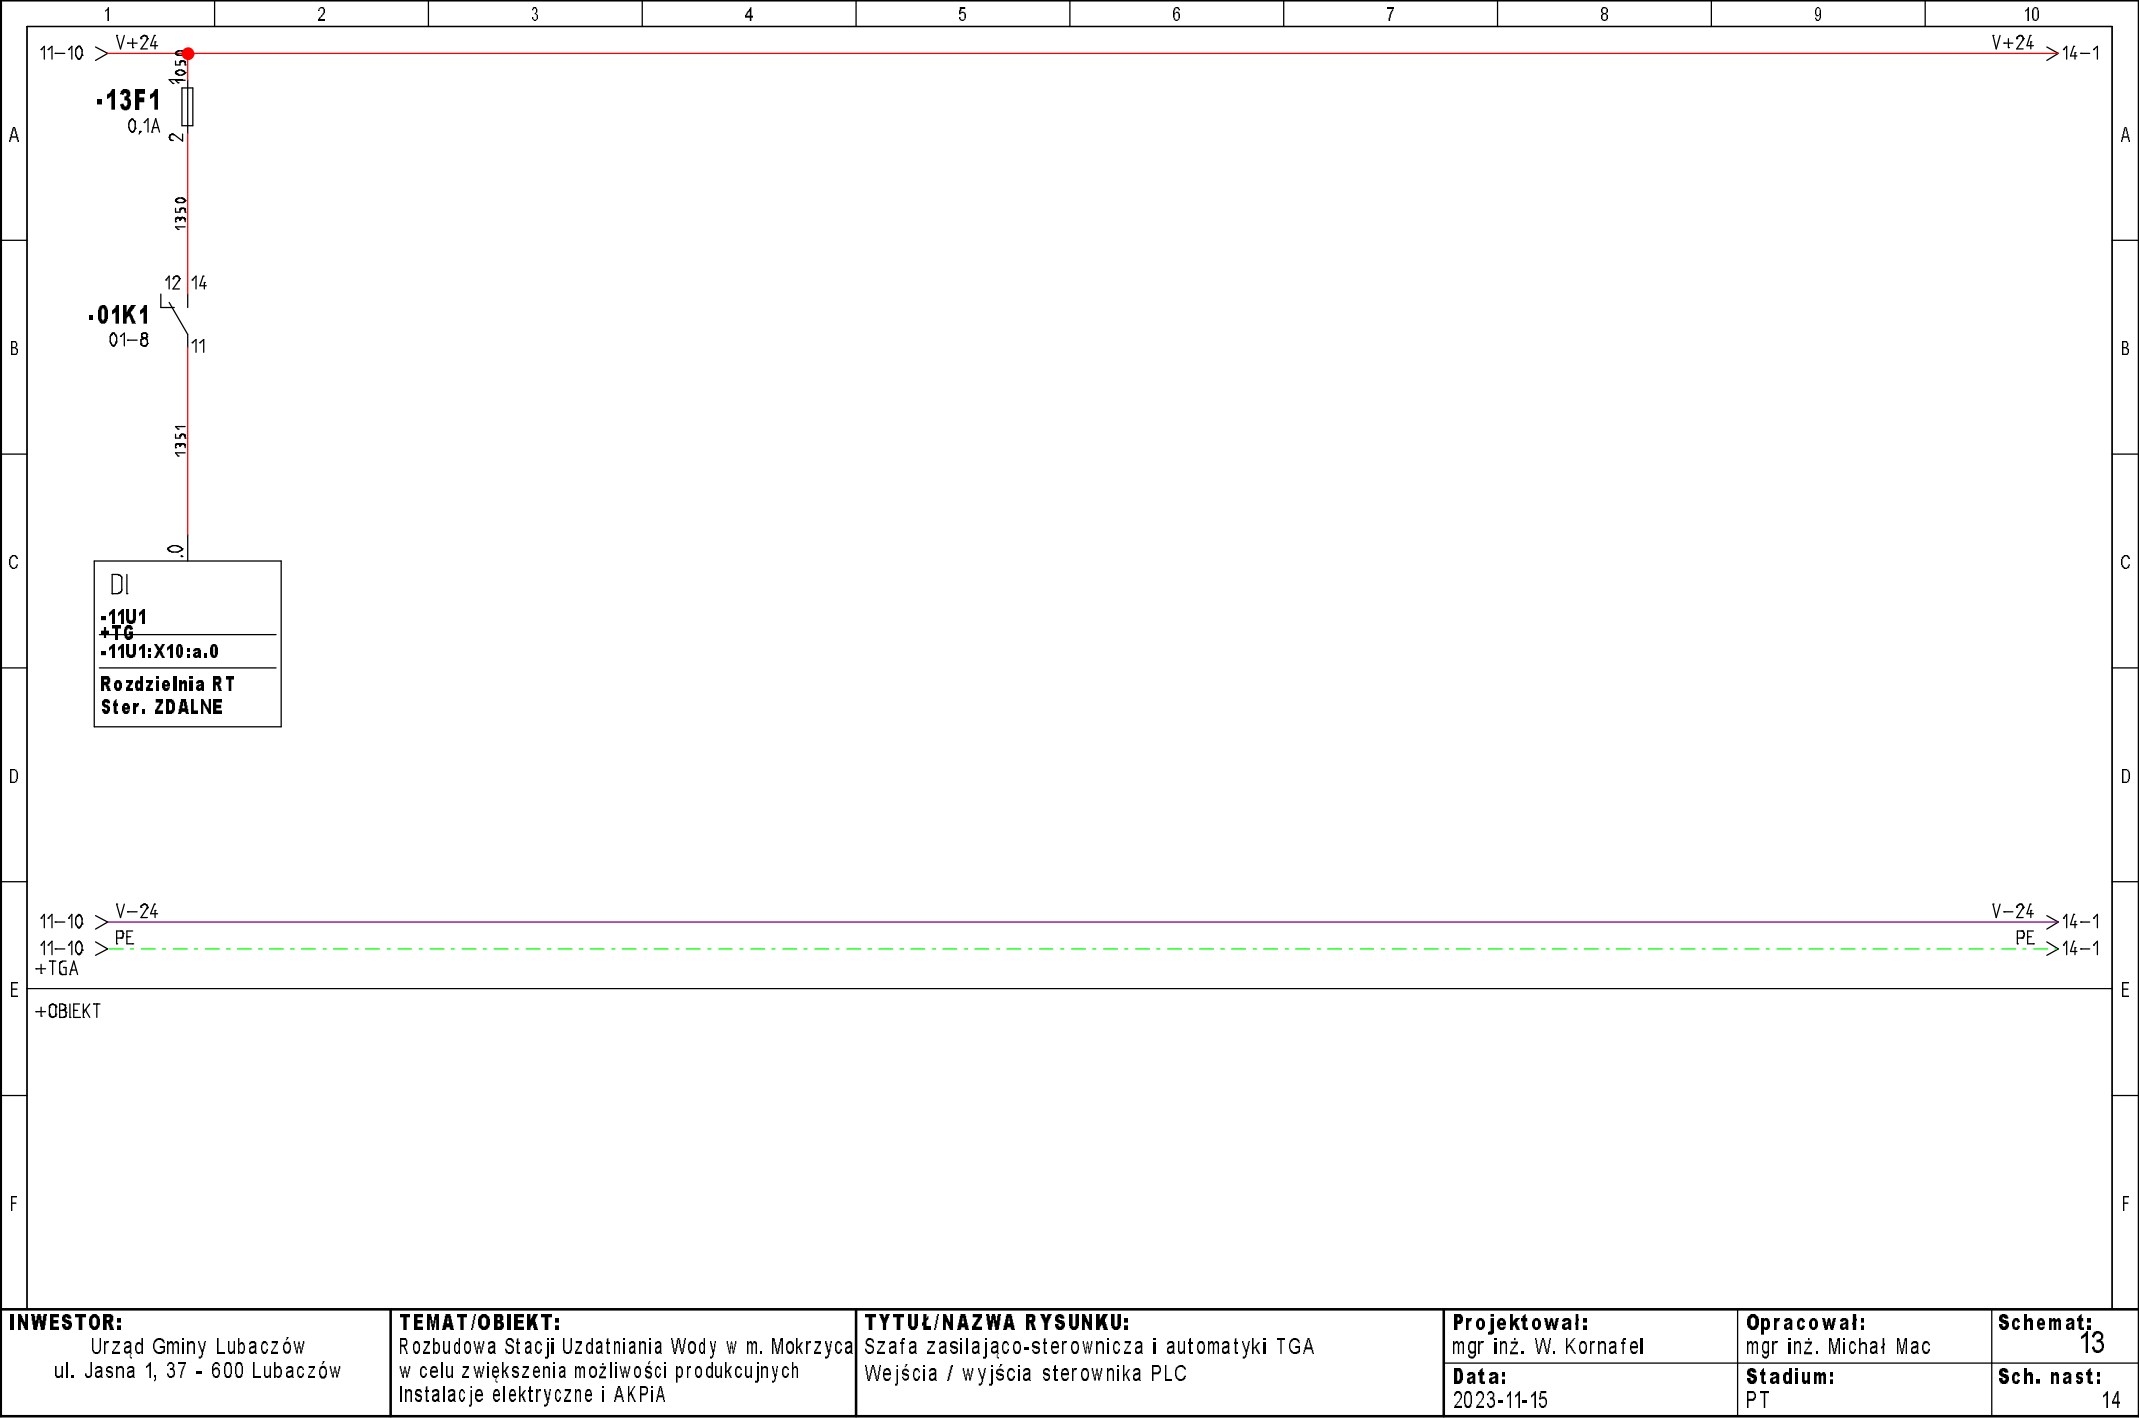 1 2 3 4 5 6 7 8 9 10
11-10 V+24 V+24 14-1
1050
-13F1
1
0,1A
2
A A
1350
12 14
-01K1
01-8
11
B B
1351
.0
C C
DI
-11U1
+TG
-11U1:X10:a.0
Rozdzielnia RT
Ster. ZDALNE
D D
11-10 V-24 V-24 14-1
11-10 PE PE 14-1
+TGA
E E
+OBIEKT
F F
INWESTOR:
Urząd Gminy Lubaczów
ul. Jasna 1, 37 - 600 Lubaczów
TEMAT/OBIEKT:
Rozbudowa Stacji Uzdatniania Wody w m. Mokrzyca
w celu zwiększenia możliwości produkcujnych
Instalacje elektryczne i AKPiA
TYTUŁ/NAZWA RYSUNKU:
Szafa zasilająco-sterownicza i automatyki TGA
Wejścia / wyjścia sterownika PLC
Projektował:
mgr inż. W. Kornafel
Data:
2023-11-15
Opracował:
mgr inż. Michał Mac
Stadium:
PT
Schemat:
13
Sch. nast:
14